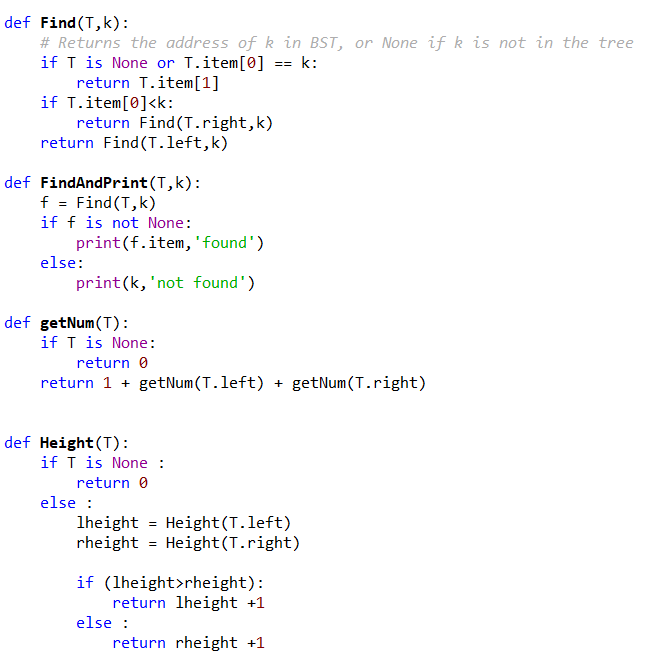 def Find(T,k):
    # Returns the address of k in BST, or None if k is not in the tree
    if T is None or T.item[0] == k:
        return T.item[1]
    if T.item[0]<k:
        return Find(T.right,k)
    return Find(T.left,k)

def FindAndPrint(T,k):
    f = Find(T,k)
    if f is not None:
        print(f.item,'found')
    else:
        print(k,'not found')

def getNum(T):
    if T is None:
        return 0
    return 1 + getNum(T.left) + getNum(T.right)


def Height(T):
    if T is None :
        return 0
    else :
        lheight = Height(T.left)
        rheight = Height(T.right)

        if (lheight>rheight):
            return lheight +1
        else :
            return rheight +1